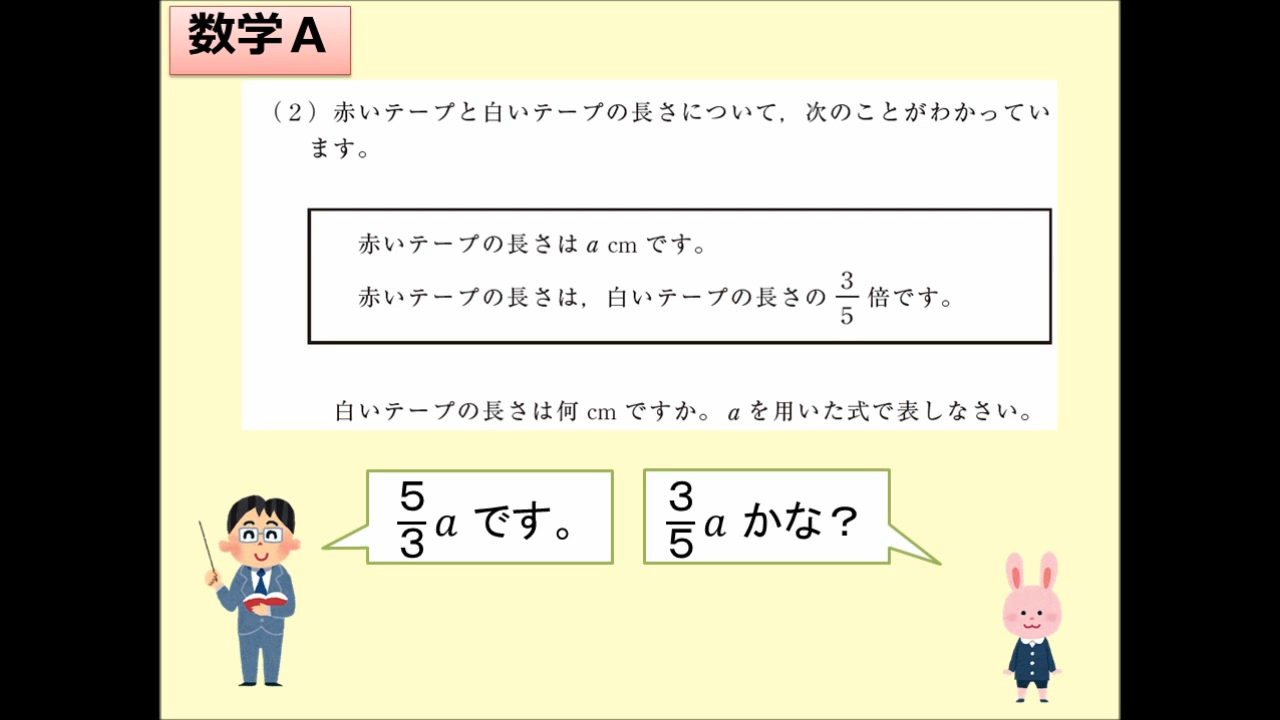 数学A
（２）赤いテープと白いテープの長さについて，次のことがわかってい
ます。
赤いテープの長さは a cm です。
赤いテープの長さは，白いテープの長さの 3/5 倍です。
白いテープの長さは何 cm ですか。a を用いた式で表しなさい。
5/3 a です。
3/5 a かな？